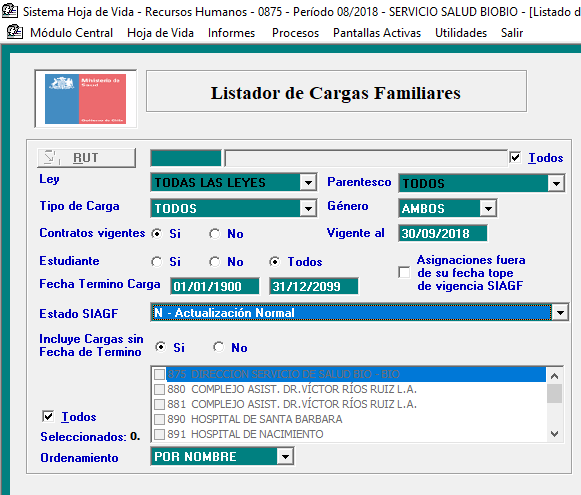 Sistema Hoja de Vida - Recursos Humanos - 0875 - Período 08/2018 - SERVICIO SALUD BIOBIO - [Listado d
Módulo Central Hoja de Vida Informes Procesos Pantallas Activas Utilidades Salir
Ministerio de
Salud
Gobierno de Chile
Listador de Cargas Familiares
RUT Todos
Ley TODAS LAS LEYES Parentesco TODOS
Tipo de Carga TODOS Género AMBOS
Contratos vigentes Si No Vigente al 30/09/2018
Estudiante Si No Todos
Asignaciones fuera
de su fecha tope
de vigencia SIAGF
Fecha Termino Carga 01/01/1900 31/12/2099
Estado SIAGF N - Actualización Normal
Incluye Cargas sin
Fecha de Termino Si No
875 DIRECCION SERVICIO DE SALUD BIO - BIO
880 COMPLEJO ASIST. DR.VÍCTOR RÍOS RUIZ L.A.
881 COMPLEJO ASIST. DR.VÍCTOR RÍOS RUIZ L.A.
890 HOSPITAL DE SANTA BARBARA
891 HOSPITAL DE NACIMIENTO
Todos
Seleccionados: 0.
Ordenamiento POR NOMBRE